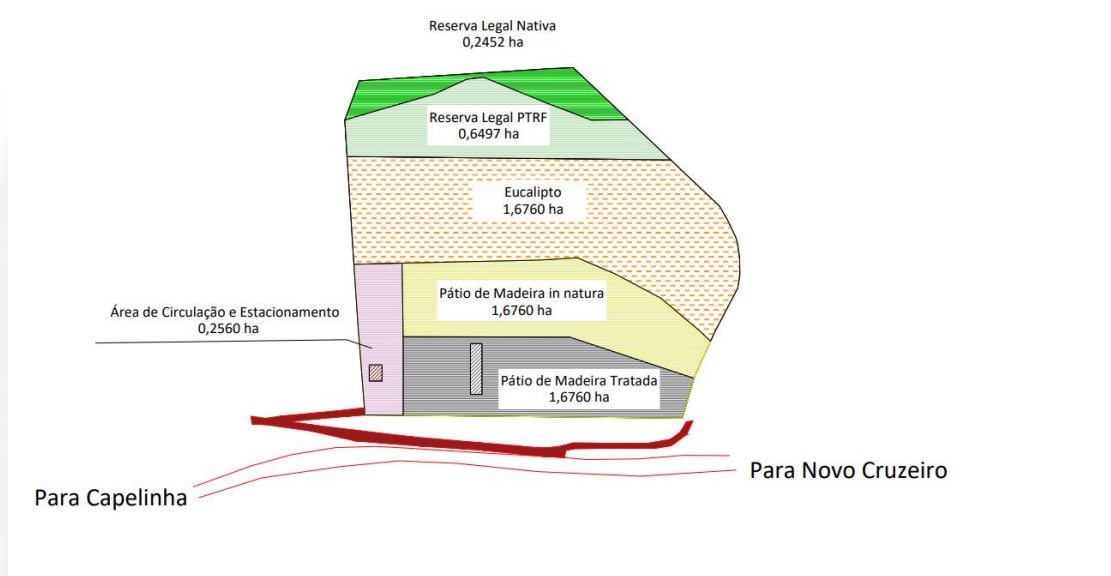 Reserva Legal Nativa
0,2452 ha
Reserva Legal PTRF
0,6497 ha
Eucalipto
1,6760 ha
Pátio de Madeira in natura
1,6760 ha
Área de Circulação e Estacionamento
0,2560 ha
Pátio de Madeira Tratada
1,6760 ha
Para Novo Cruzeiro
Para Capelinha